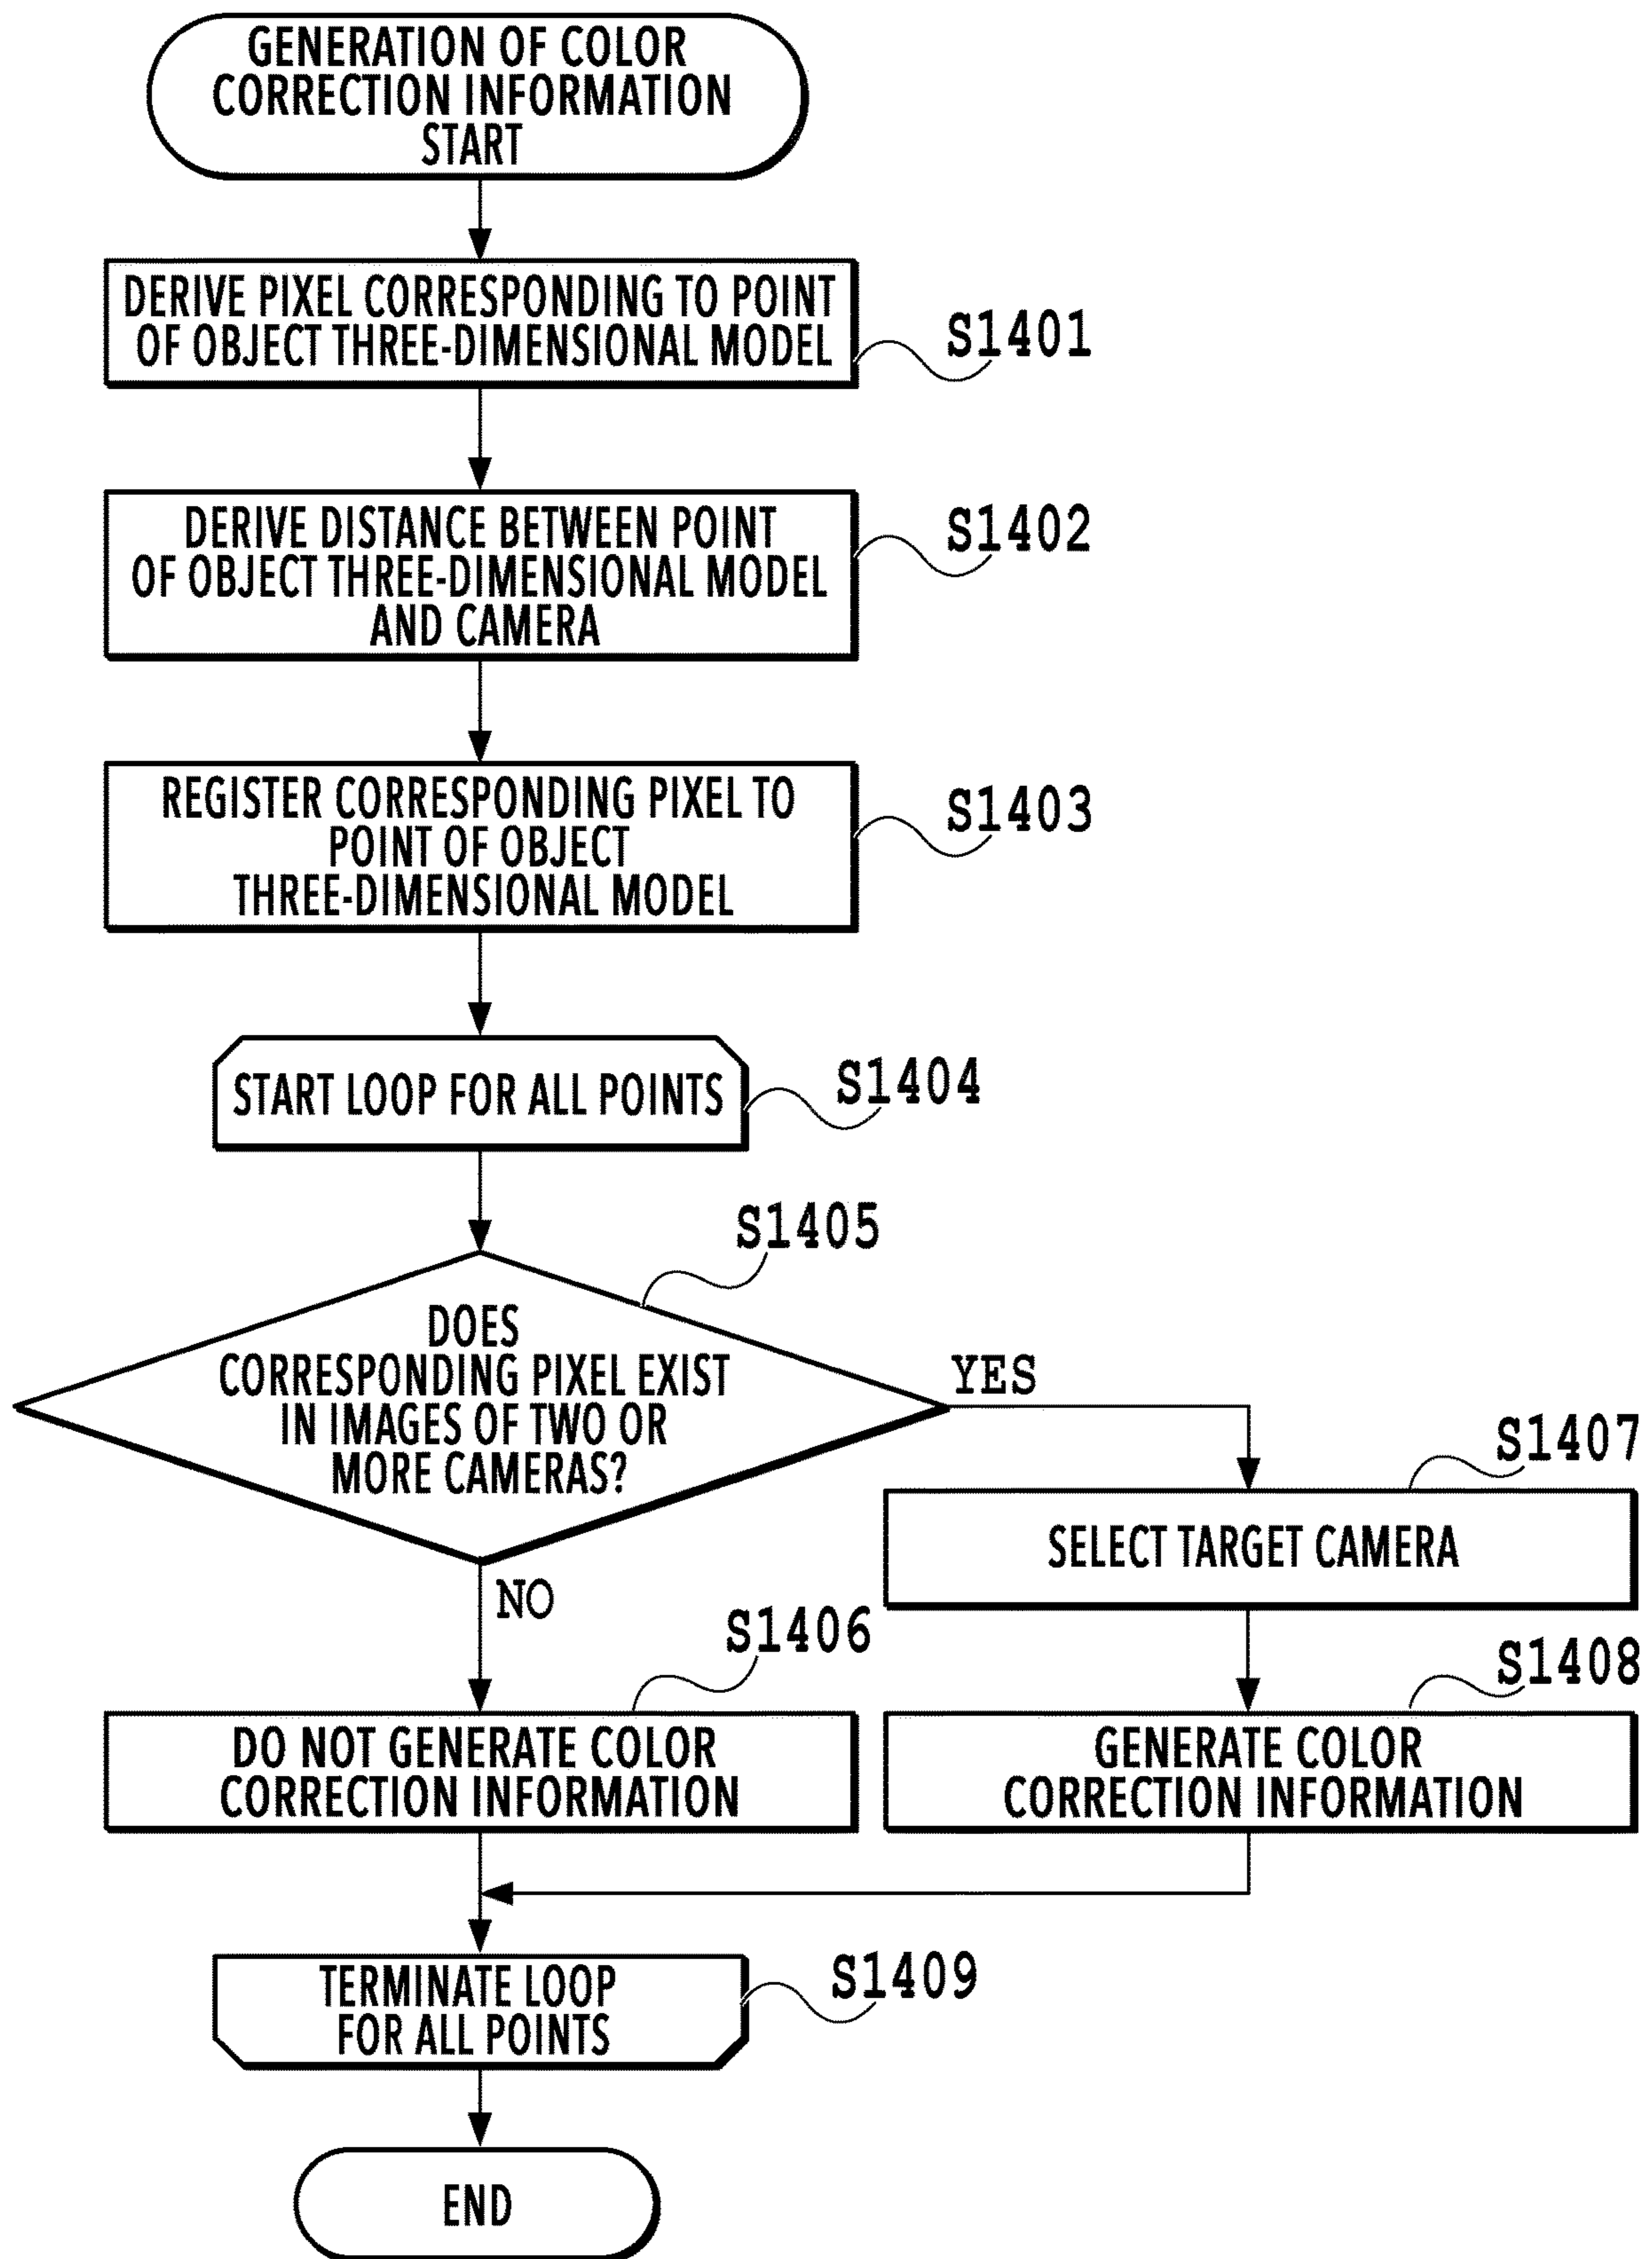 GENERATION OF COLOR
CORRECTION INFORMATION
START
DERIVE PIXEL CORRESPONDING TO POINT
OF OBJECT THREE-DIMENSIONAL MODEL
S1401
DERIVE DISTANCE BETWEEN POINT
OF OBJECT THREE-DIMENSIONAL MODEL
AND CAMERA
S1402
REGISTER CORRESPONDING PIXEL TO
POINT OF OBJECT
THREE-DIMENSIONAL MODEL
S1403
START LOOP FOR ALL POINTS
S1404
S1405
DOES
CORRESPONDING PIXEL EXIST
IN IMAGES OF TWO OR
MORE CAMERAS?
YES
NO
S1407
SELECT TARGET CAMERA
S1406
DO NOT GENERATE COLOR
CORRECTION INFORMATION
S1408
GENERATE COLOR
CORRECTION INFORMATION
TERMINATE LOOP
FOR ALL POINTS
S1409
END